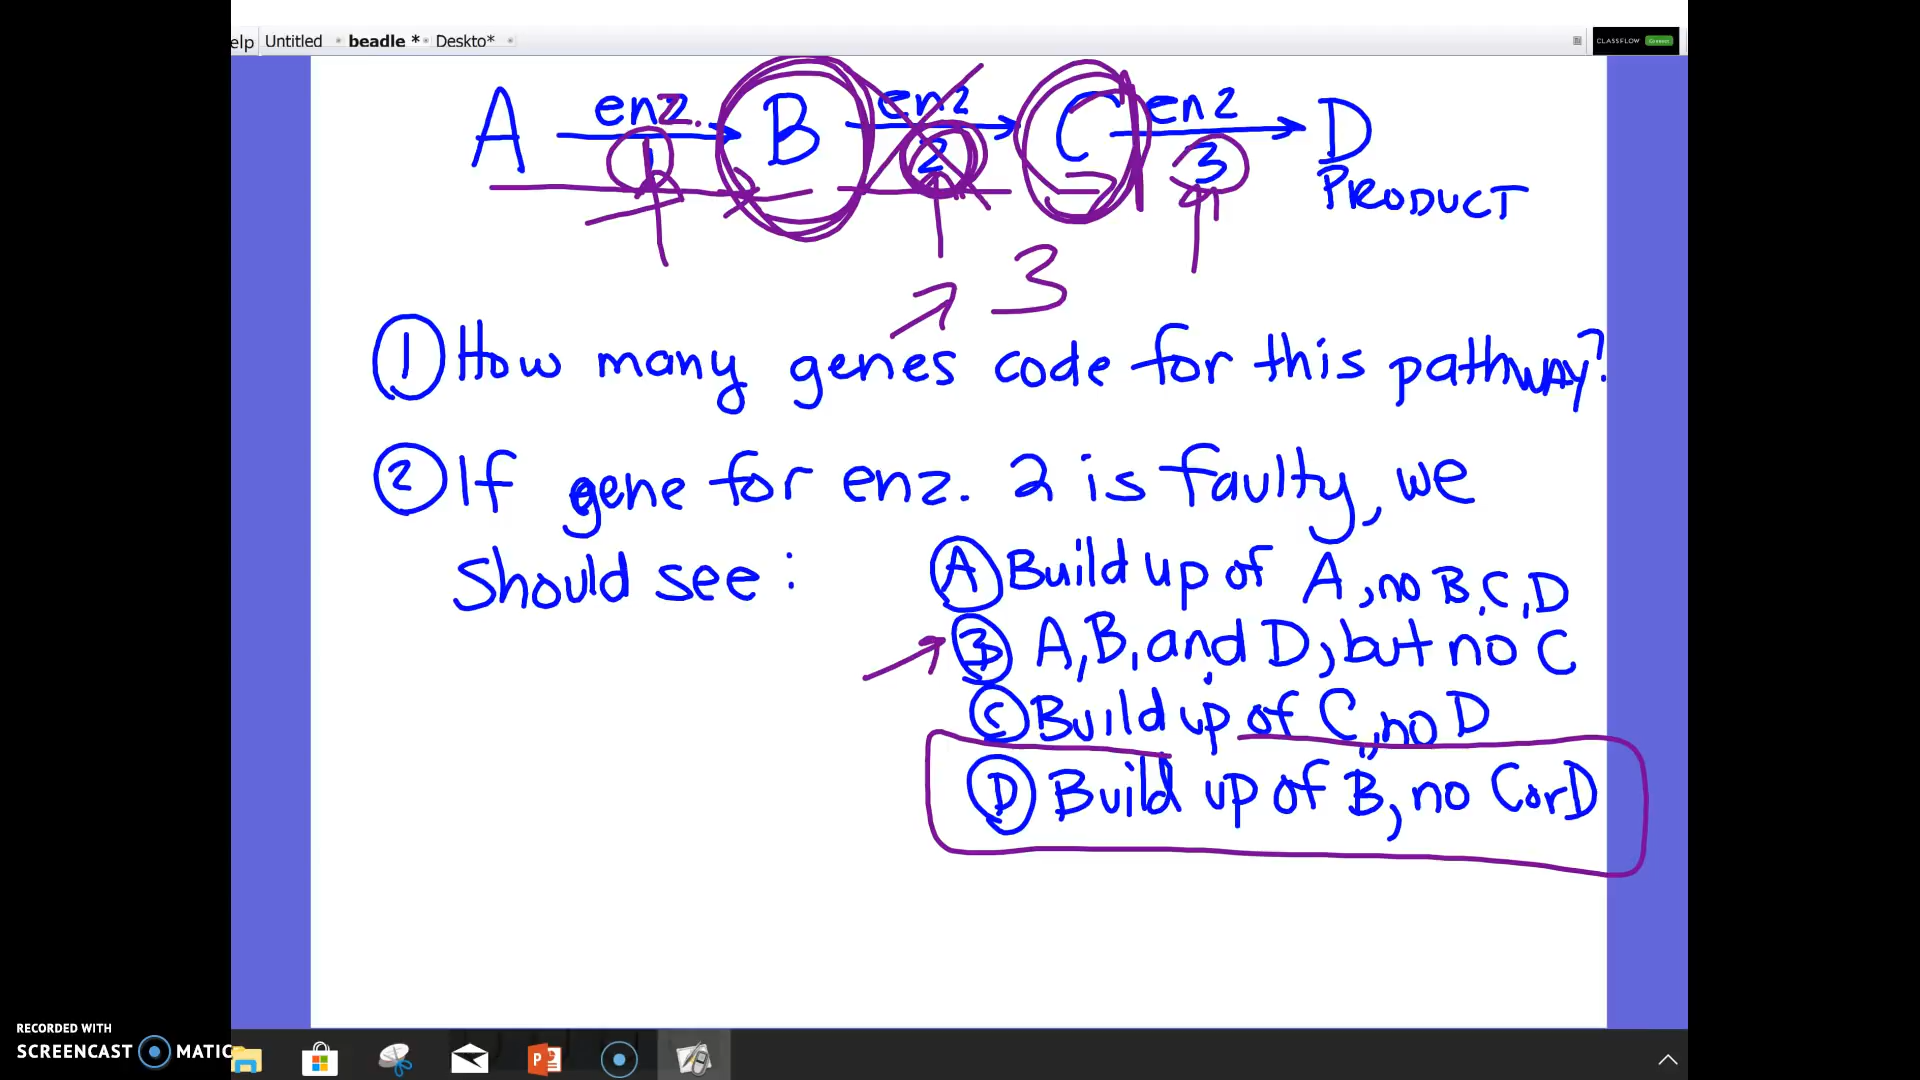 elp Untitled beadle * Deskto*
CLASSFLOW Connect
A enz. 1 B enz 2 C enz 3 D
PRODUCT
3
1 How many genes code for this pathway?
2 If gene for enz. 2 is faulty, we
should see: A Build up of A, no B, C, D
B A, B, and D, but no C
C Build up of C, no D
D Build up of B, no C or D
RECORDED WITH
SCREENCAST MATIC